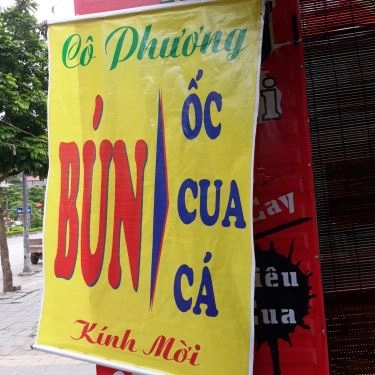 Cô Phương
BÚN
ỐC
CUA
CÁ
Kính Mời